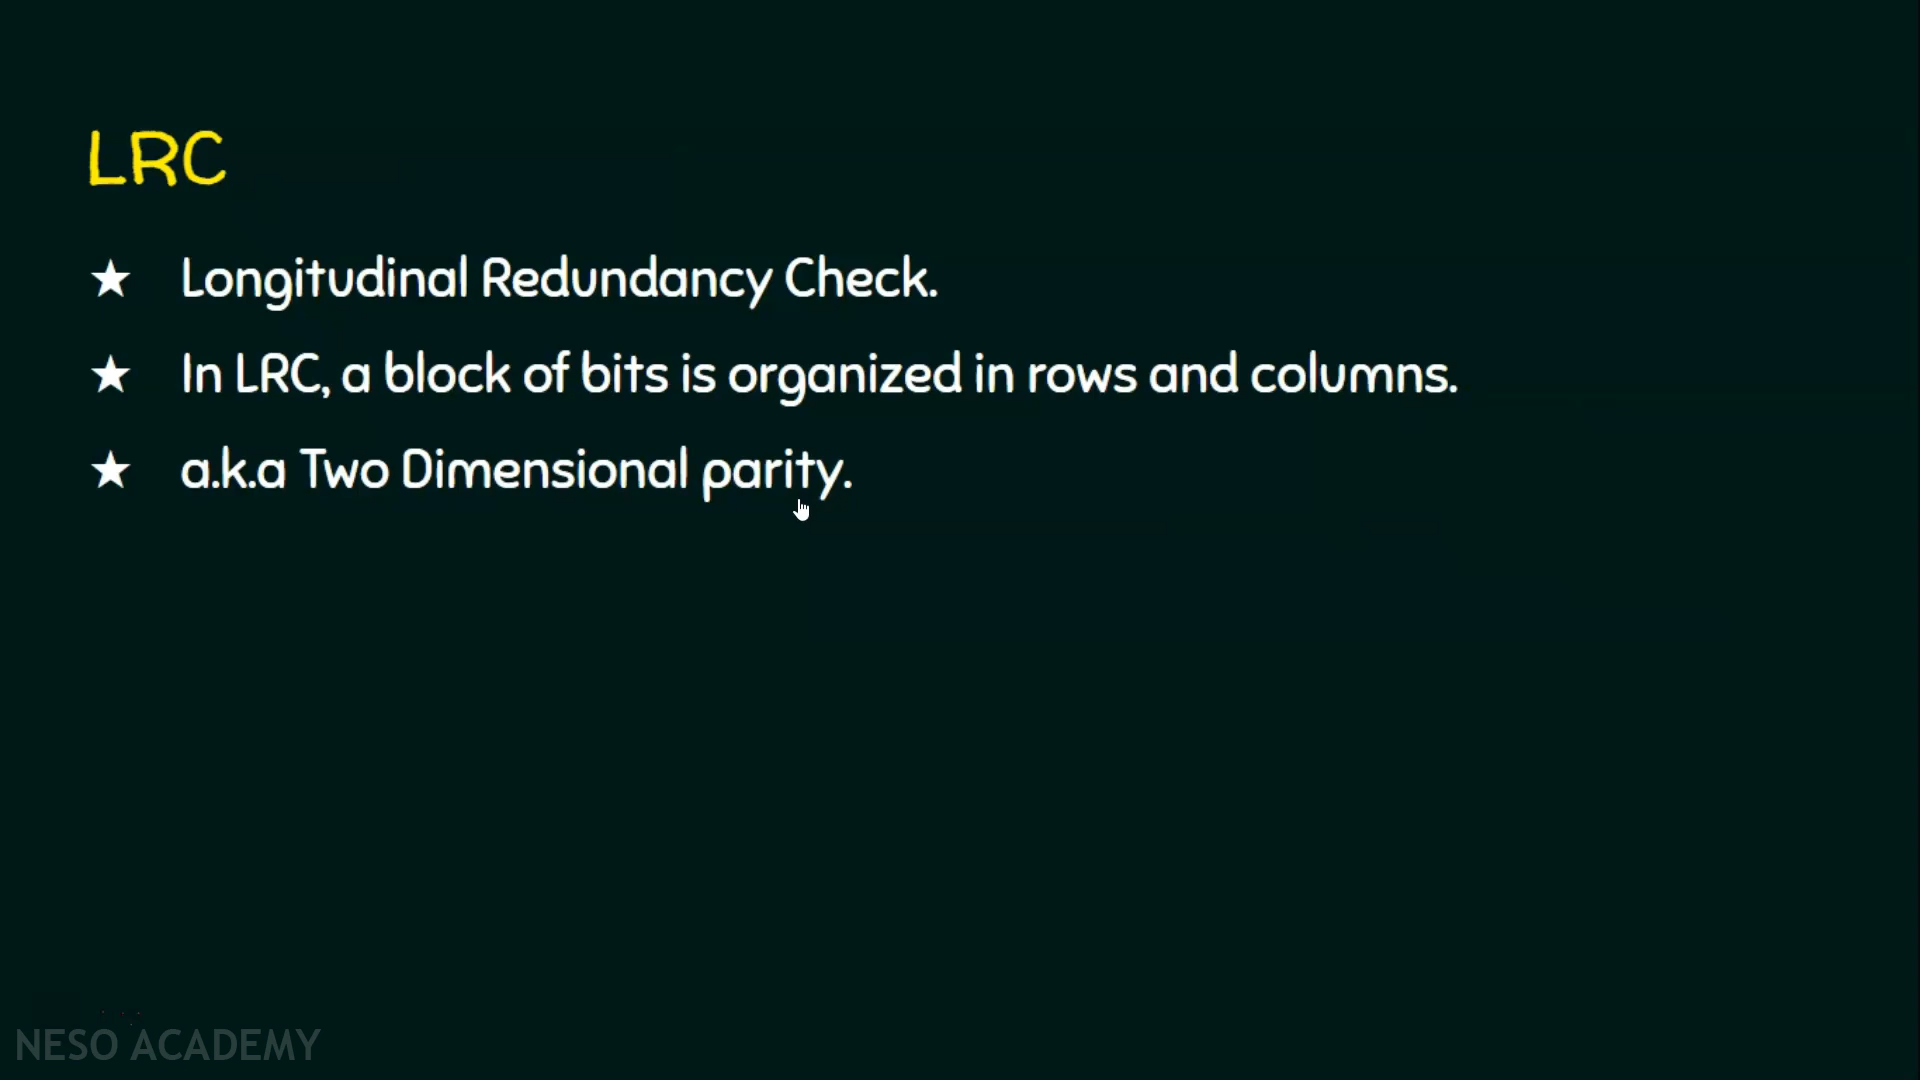 LRC
★ Longitudinal Redundancy Check.
★ In LRC, a block of bits is organized in rows and columns.
★ a.k.a Two Dimensional parity.
NESO ACADEMY